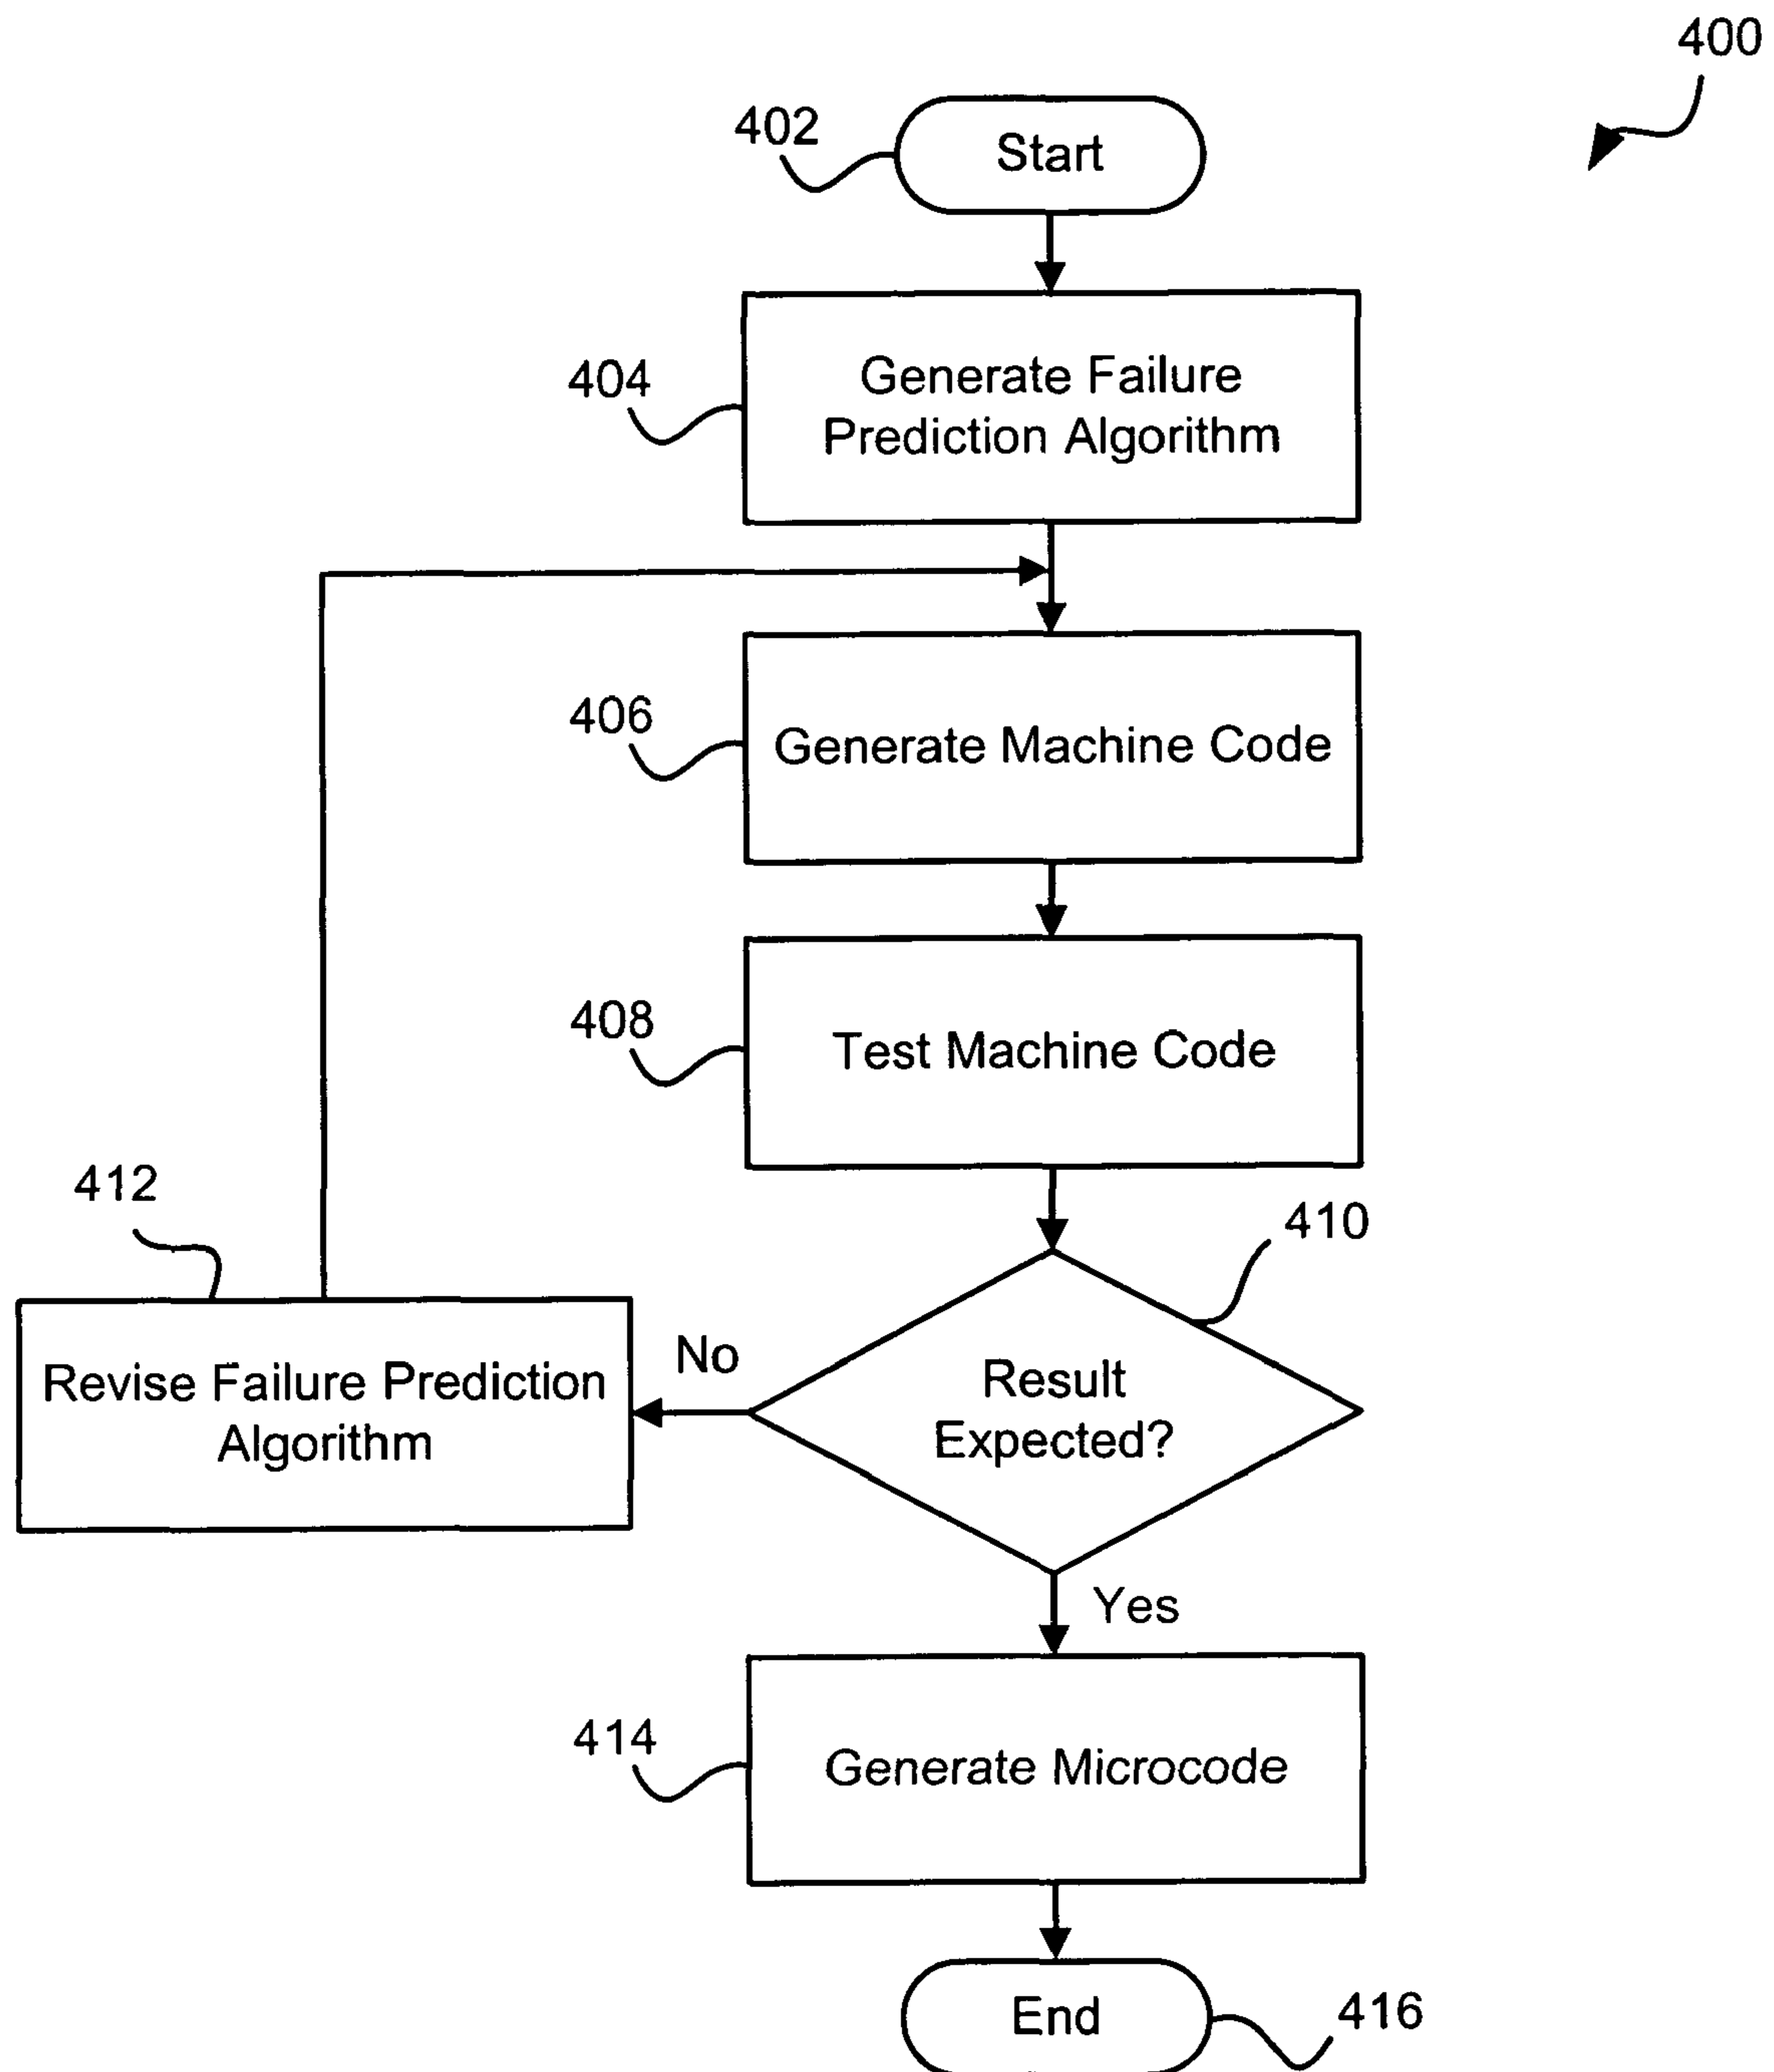 400
402
Start
404
Generate Failure
Prediction Algorithm
406
Generate Machine Code
408
Test Machine Code
412
410
Revise Failure Prediction
Algorithm
No
Result
Expected?
Yes
414
Generate Microcode
End
416